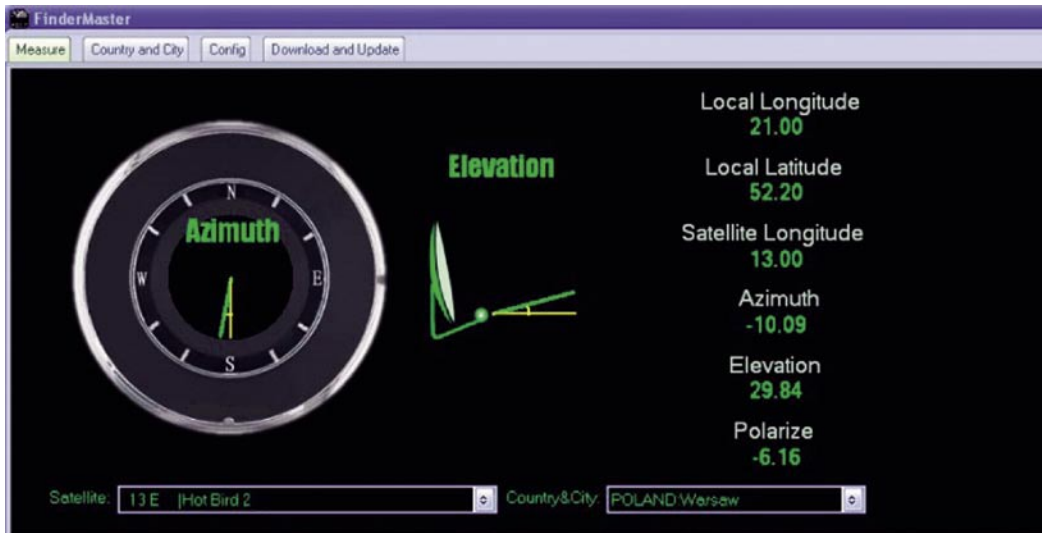 FinderMaster
Measure Country and City Config Download and Update
N
W
E
S
Azimuth
Elevation
Local Longitude
21.00
Local Latitude
52.20
Satellite Longitude
13.00
Azimuth
-10.09
Elevation
29.84
Polarize
-6.16
Satellite: 13 E |Hot Bird 2 Country&City: POLAND:Warsaw